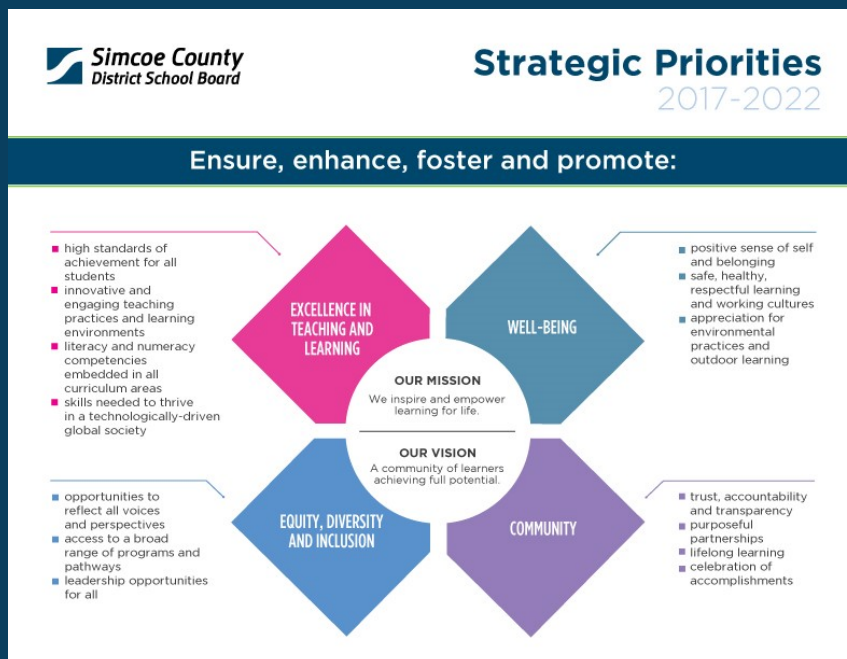 Simcoe County
District School Board
Strategic Priorities
2017-2022
Ensure, enhance, foster and promote:
high standards of
achievement for all
students
innovative and
engaging teaching
practices and learning
environments
literacy and numeracy
competencies
embedded in all
curriculum areas
skills needed to thrive
in a technologically-driven
global society
EXCELLENCE IN
TEACHING AND
LEARNING
WELL-BEING
positive sense of self
and belonging
safe, healthy,
respectful learning
and working cultures
appreciation for
environmental
practices and
outdoor learning
OUR MISSION
We inspire and empower
learning for life.
OUR VISION
A community of learners
achieving full potential.
opportunities to
reflect all voices
and perspectives
access to a broad
range of programs and
pathways
leadership opportunities
for all
EQUITY, DIVERSITY
AND INCLUSION
COMMUNITY
trust, accountability
and transparency
purposeful
partnerships
lifelong learning
celebration of
accomplishments